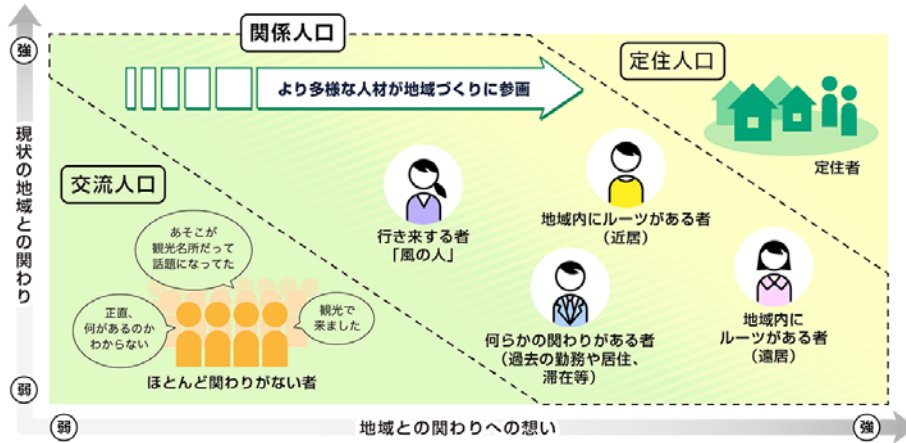 関係人口
強
より多様な人材が地域づくりに参画
定住人口
定住者
現状の地域との関わり
交流人口
あそこが
観光名所だって
話題になってた
正直、
何があるのか
わからない
観光で
来ました
ほとんど関わりがない者
行き来する者
「風の人」
地域内にルーツがある者
（近居）
何らかの関わりがある者
（過去の勤務や居住、
滞在等）
地域内に
ルーツがある者
（遠居）
弱
弱
地域との関わりへの想い
強